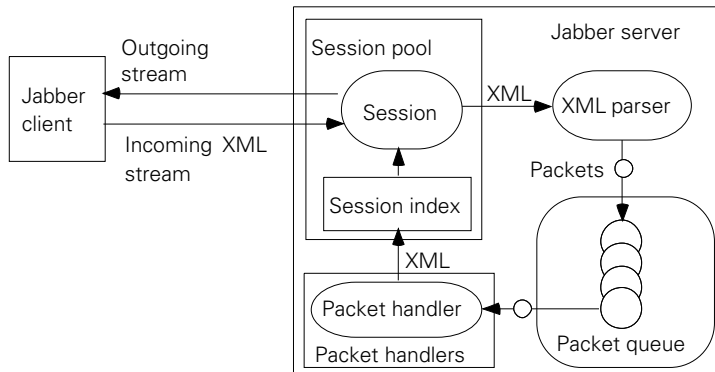 Jabber server
Session pool
Outgoing
stream
Jabber
client
Session
XML
XML parser
Incoming XML
stream
Packets
Session index
XML
Packet handler
Packet handlers
Packet queue